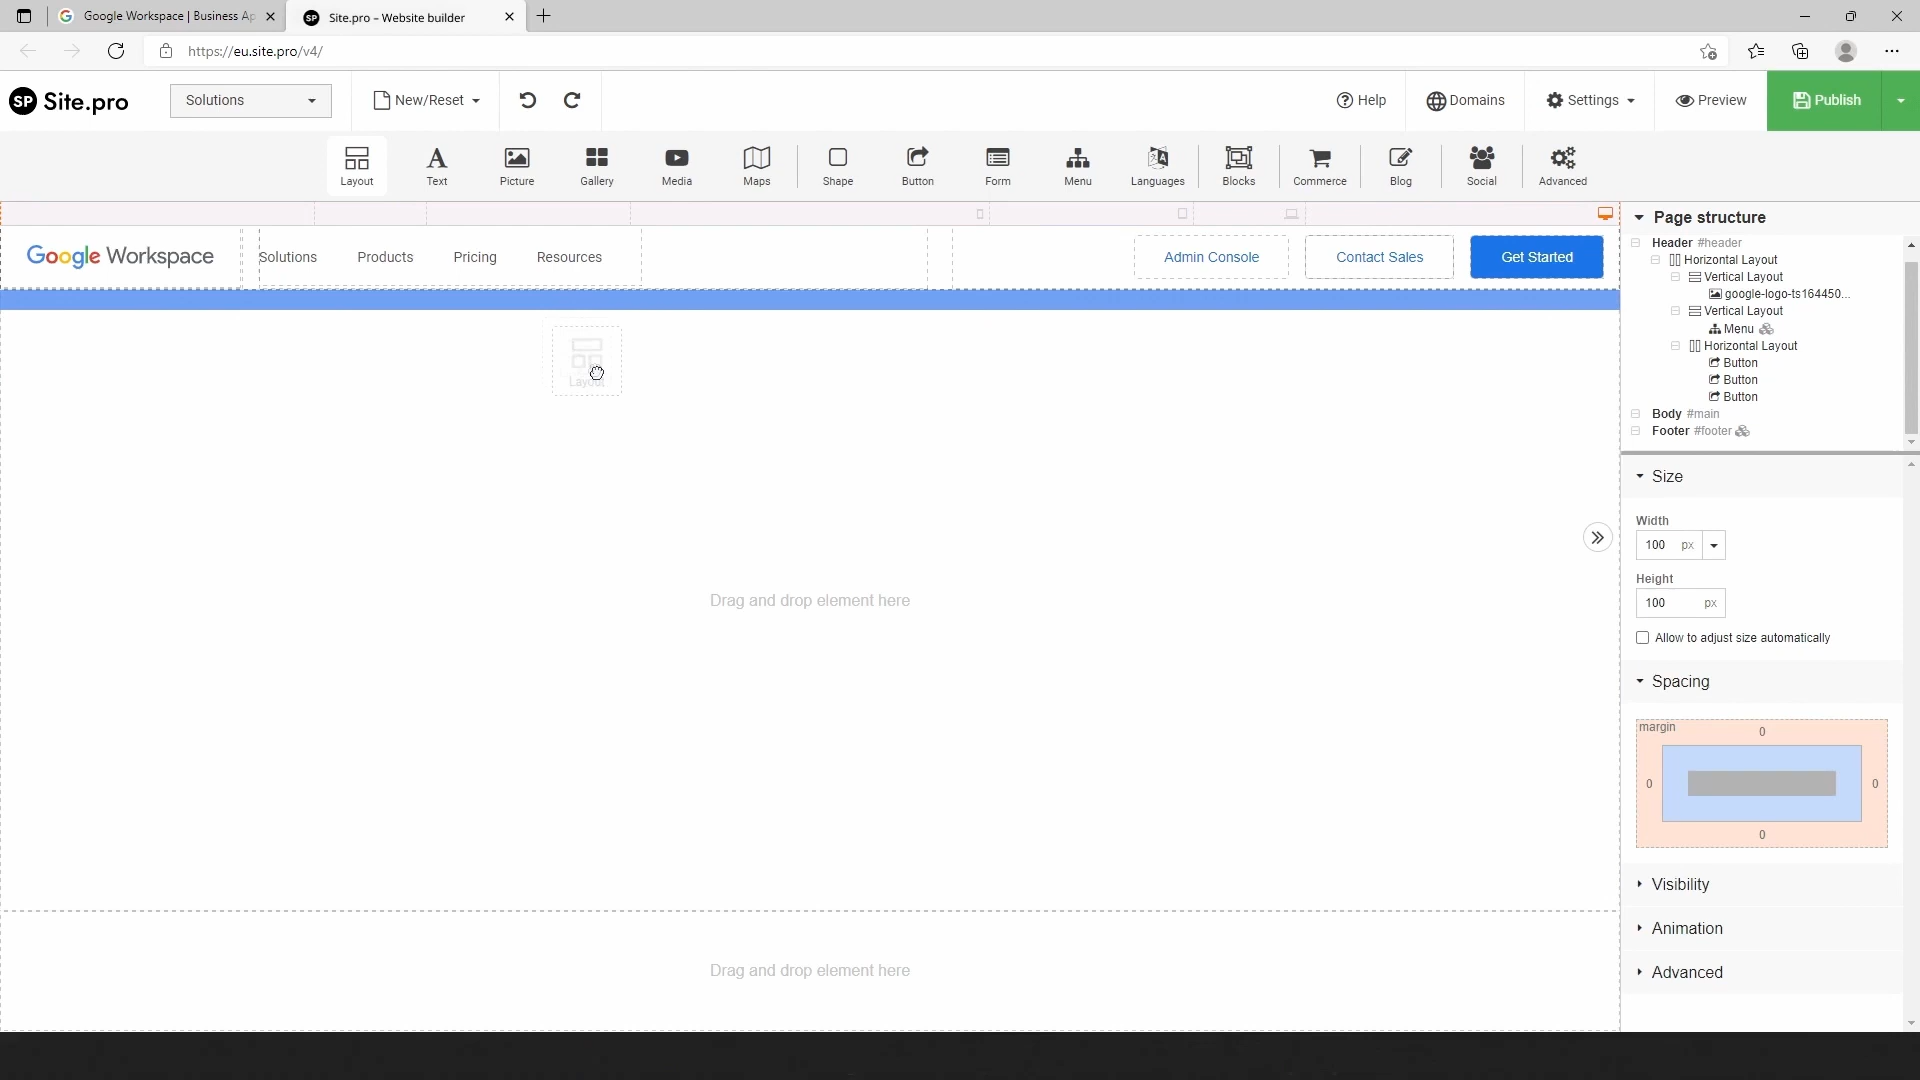 Google Workspace | Business Ap
Site.pro – Website builder
https://eu.site.pro/v4/
SP Site.pro
Solutions
New/Reset
Help
Domains
Settings
Preview
Publish
Layout
Text
Picture
Gallery
Media
Maps
Shape
Button
Form
Menu
Languages
Blocks
Commerce
Blog
Social
Advanced
Google Workspace
Solutions
Products
Pricing
Resources
Admin Console
Contact Sales
Get Started
Layout
Drag and drop element here
Drag and drop element here
Page structure
Header #header
Horizontal Layout
Vertical Layout
google-logo-ts164450...
Vertical Layout
Menu
Horizontal Layout
Button
Button
Button
Body #main
Footer #footer
Size
Width
100 px
Height
100 px
Allow to adjust size automatically
Spacing
margin
0
0
0
0
Visibility
Animation
Advanced